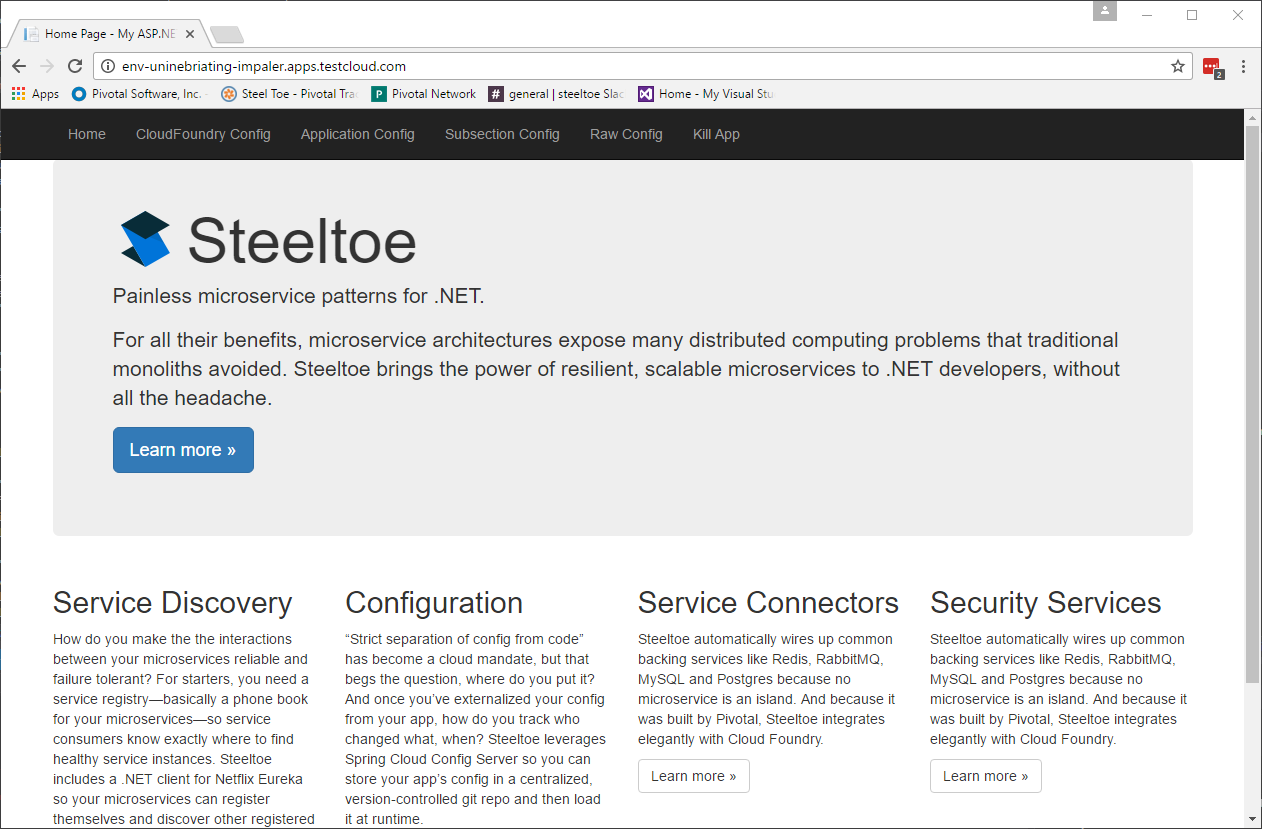 Home Page - My ASP.NE
env-uninebriating-impaler.apps.testcloud.com
2
Apps Pivotal Software, Inc. Steel Toe - Pivotal Tra P Pivotal Network # general | steeltoe Slac Home - My Visual Stu
Home CloudFoundry Config Application Config Subsection Config Raw Config Kill App
Steeltoe
Painless microservice patterns for .NET.
For all their benefits, microservice architectures expose many distributed computing problems that traditional
monoliths avoided. Steeltoe brings the power of resilient, scalable microservices to .NET developers, without
all the headache.
Learn more »
Service Discovery
How do you make the the interactions
between your microservices reliable and
failure tolerant? For starters, you need a
service registry—basically a phone book
for your microservices—so service
consumers know exactly where to find
healthy service instances. Steeltoe
includes a .NET client for Netflix Eureka
so your microservices can register
themselves and discover other registered
Configuration
“Strict separation of config from code”
has become a cloud mandate, but that
begs the question, where do you put it?
And once you’ve externalized your config
from your app, how do you track who
changed what, when? Steeltoe leverages
Spring Cloud Config Server so you can
store your app’s config in a centralized,
version-controlled git repo and then load
it at runtime.
Service Connectors
Steeltoe automatically wires up common
backing services like Redis, RabbitMQ,
MySQL and Postgres because no
microservice is an island. And because it
was built by Pivotal, Steeltoe integrates
elegantly with Cloud Foundry.
Learn more »
Security Services
Steeltoe automatically wires up common
backing services like Redis, RabbitMQ,
MySQL and Postgres because no
microservice is an island. And because it
was built by Pivotal, Steeltoe integrates
elegantly with Cloud Foundry.
Learn more »